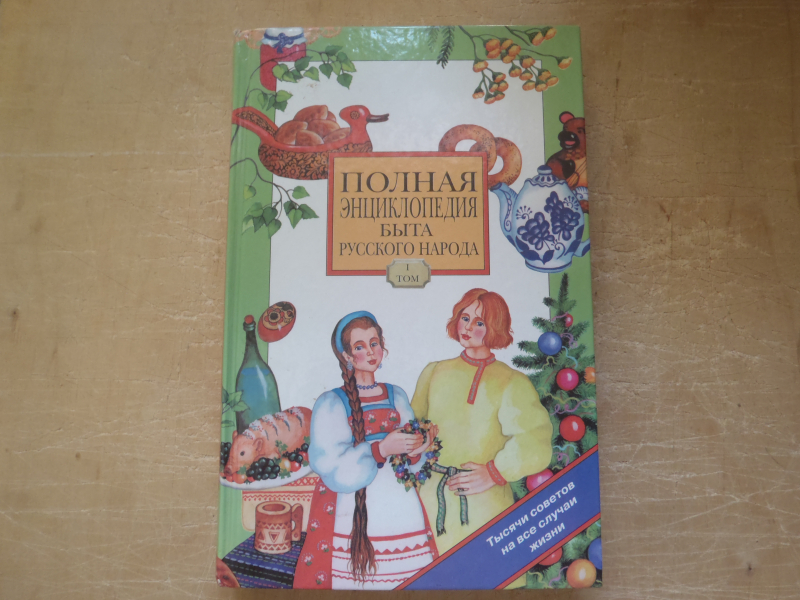 ПОЛНАЯ
ЭНЦИКЛОПЕДИЯ
БЫТА
РУССКОГО НАРОДА
I
ТОМ
Тысячи советов
на все случаи
жизни